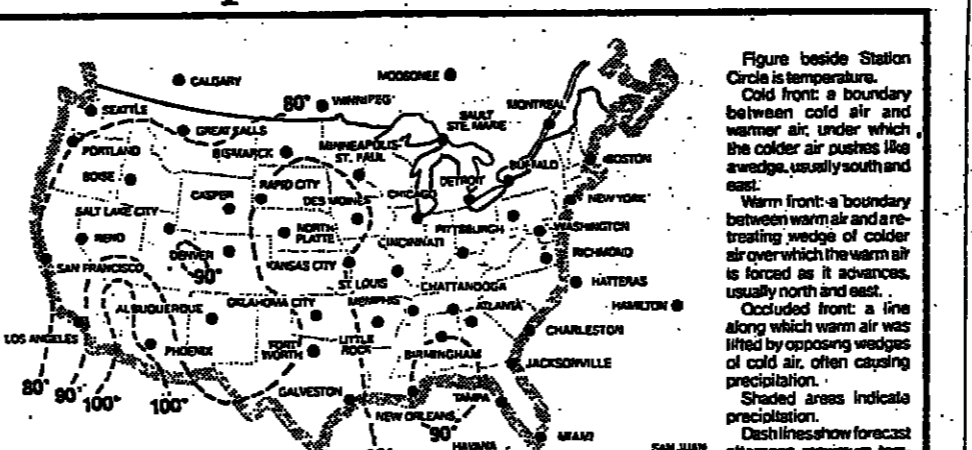 CALGARY
MOOSONEE
80° WINNIPEG
SEATTLE
MONTREAL
SAULT
STE. MARIE
GREAT FALLS
PORTLAND
BISMARCK
MINNEAPOLIS
ST. PAUL
BUFFALO
BOSTON
BOISE
RAPID CITY
CASPER
DES MOINES
CHICAGO
DETROIT
NEW YORK
SALT LAKE CITY
RENO
NORTH
PLATTE
PITTSBURGH
CINCINNATI
WASHINGTON
DENVER
90°
KANSAS CITY
RICHMOND
SAN FRANCISCO
ST. LOUIS
CHATTANOOGA
HATTERAS
ALBUQUERQUE
OKLAHOMA CITY
MEMPHIS
ATLANTA
HAMILTON
LOS ANGELES
PHOENIX
FORT
WORTH
LITTLE
ROCK
BIRMINGHAM
CHARLESTON
JACKSONVILLE
80° 90° 100° 100°
GALVESTON
TAMPA
NEW ORLEANS
90°
HAVANA
MIAMI
SAN JUAN
Figure beside Station
Circle is temperature.
Cold front: a boundary
between cold air and
warmer air, under which
the colder air pushes like
a wedge, usually south and
east.
Warm front: a boundary
between warm air and a re-
treating wedge of colder
air over which the warm air
is forced as it advances,
usually north and east.
Occluded front: a line
along which warm air was
lifted by opposing wedges
of cold air, often causing
precipitation.
Shaded areas indicate
precipitation.
Dash lines show forecast
afternoon maximum tem-